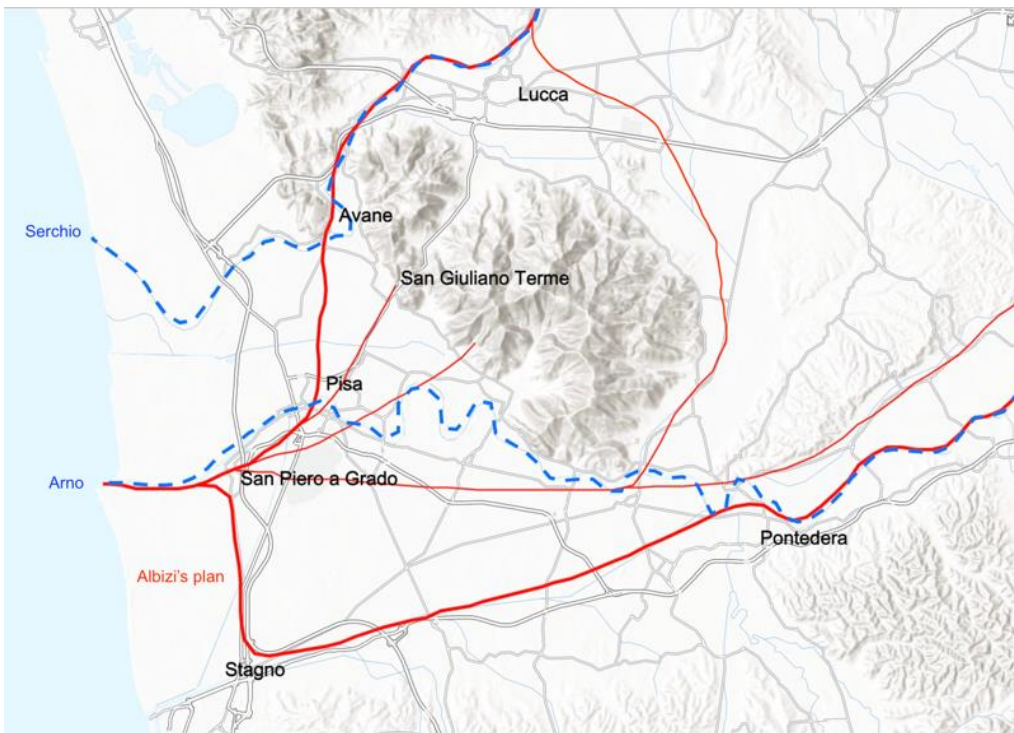 Lucca
Avane
Serchio
San Giuliano Terme
Pisa
Arno
San Piero a Grado
Pontedera
Albizi's plan
Stagno